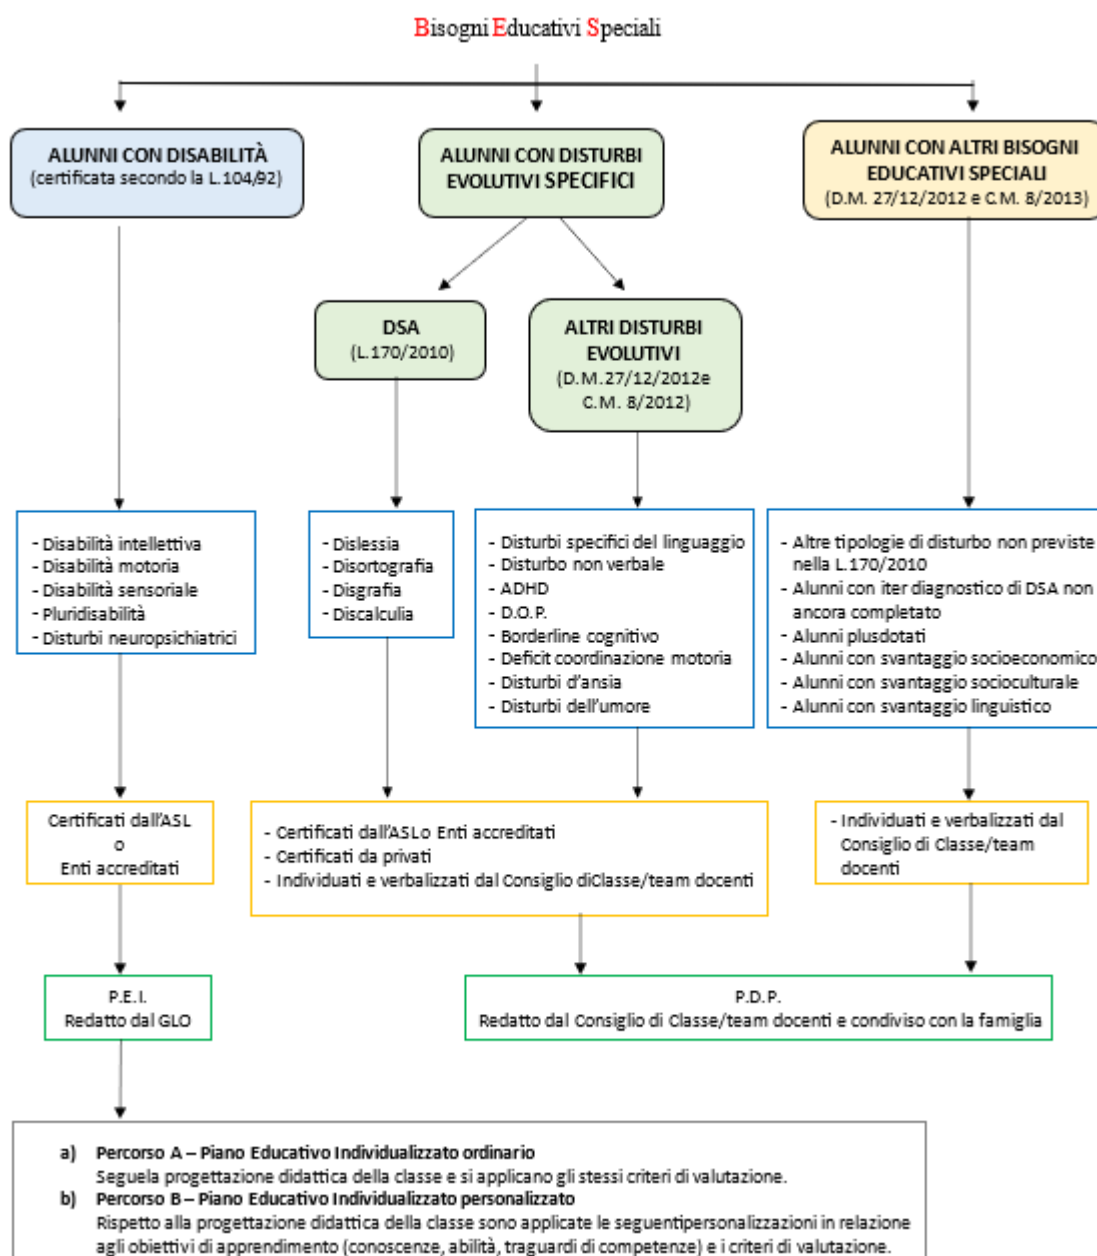 Bisogni Educativi Speciali
ALUNNI CON DISABILITÀ
(certificata secondo la L.104/92)
ALUNNI CON DISTURBI
EVOLUTIVI SPECIFICI
ALUNNI CON ALTRI BISOGNI
EDUCATIVI SPECIALI
(D.M. 27/12/2012 e C.M. 8/2013)
DSA
(L.170/2010)
ALTRI DISTURBI
EVOLUTIVI
(D.M.27/12/2012e
C.M. 8/2012)
- Disabilità intellettiva
- Disabilità motoria
- Disabilità sensoriale
- Pluridisabilità
- Disturbi neuropsichiatrici
- Dislessia
- Disortografia
- Disgrafia
- Discalculia
- Disturbi specifici del linguaggio
- Disturbo non verbale
- ADHD
- D.O.P.
- Borderline cognitivo
- Deficit coordinazione motoria
- Disturbi d'ansia
- Disturbi dell'umore
- Altre tipologie di disturbo non previste
nella L.170/2010
- Alunni con iter diagnostico di DSA non
ancora completato
- Alunni plusdotati
- Alunni con svantaggio socioeconomico
- Alunni con svantaggio socioculturale
- Alunni con svantaggio linguistico
Certificati dall'ASL
o
Enti accreditati
- Certificati dall'ASLo Enti accreditati
- Certificati da privati
- Individuati e verbalizzati dal Consiglio diClasse/team docenti
- Individuati e verbalizzati dal
Consiglio di Classe/team
docenti
P.E.I.
Redatto dal GLO
P.D.P.
Redatto dal Consiglio di Classe/team docenti e condiviso con la famiglia
a) Percorso A – Piano Educativo Individualizzato ordinario
Seguela progettazione didattica della classe e si applicano gli stessi criteri di valutazione.
b) Percorso B – Piano Educativo Individualizzato personalizzato
Rispetto alla progettazione didattica della classe sono applicate le seguentipersonalizzazioni in relazione
agli obiettivi di apprendimento (conoscenze, abilità, traguardi di competenze) e i criteri di valutazione.